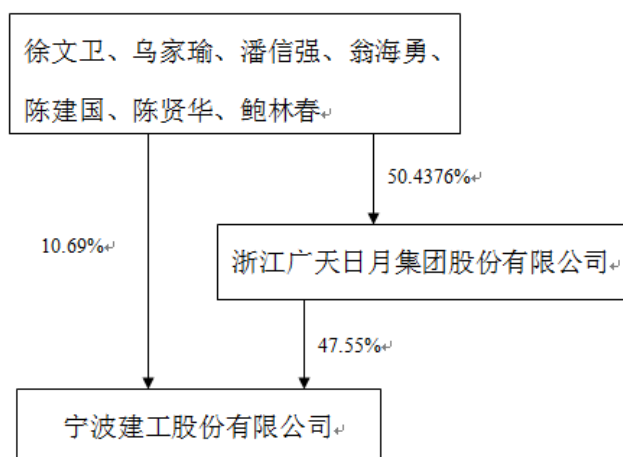 徐文卫、乌家瑜、潘信强、翁海勇、
陈建国、陈贤华、鲍林春
50.4376%
10.69%
浙江广天日月集团股份有限公司
47.55%
宁波建工股份有限公司